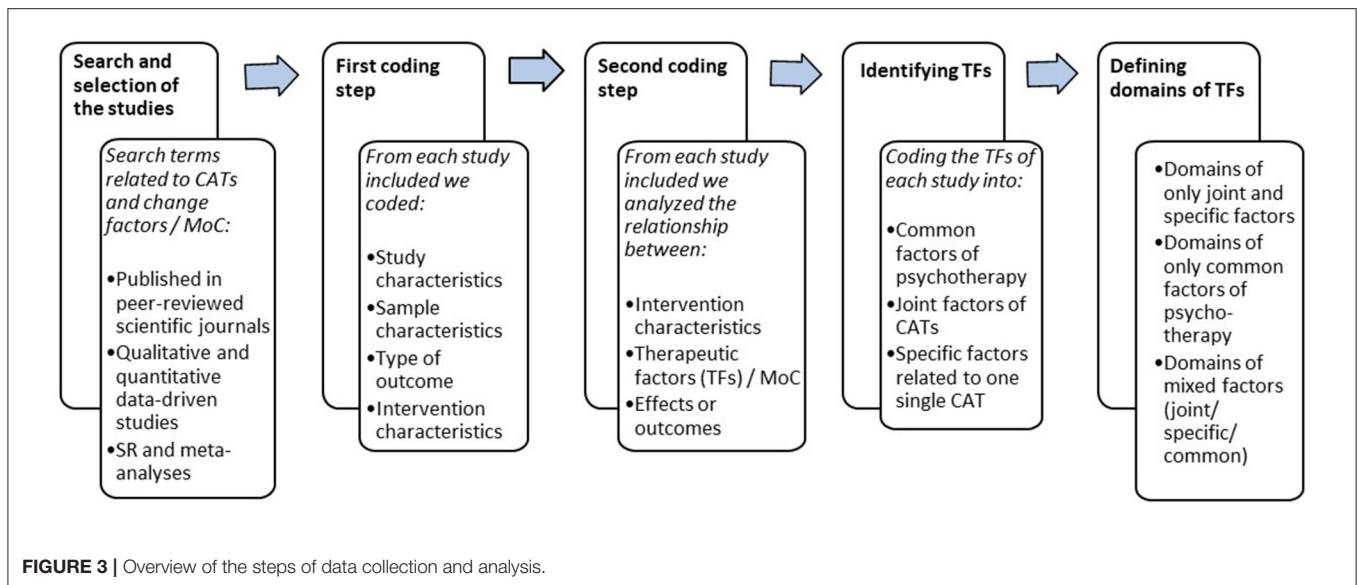 Search and
selection of
the studies
Search terms
related to CATs
and change
factors / MoC:
•Published in
peer-reviewed
scientific journals
•Qualitative and
quantitative
data-driven
studies
•SR and meta-
analyses
First coding
step
From each study
included we
coded:
•Study
characteristics
•Sample
characteristics
•Type of
outcome
•Intervention
characteristics
Second coding
step
From each study
included we
analyzed the
relationship
between:
•Intervention
characteristics
•Therapeutic
factors (TFs) / MoC
•Effects or
outcomes
Identifying TFs
Coding the TFs of
each study into:
•Common
factors of
psychotherapy
•Joint factors of
CATs
•Specific factors
related to one
single CAT
Defining
domains of TFs
•Domains of
only joint and
specific factors
•Domains of
only common
factors of
psycho-
therapy
•Domains of
mixed factors
(joint/
specific/
common)
FIGURE 3 | Overview of the steps of data collection and analysis.